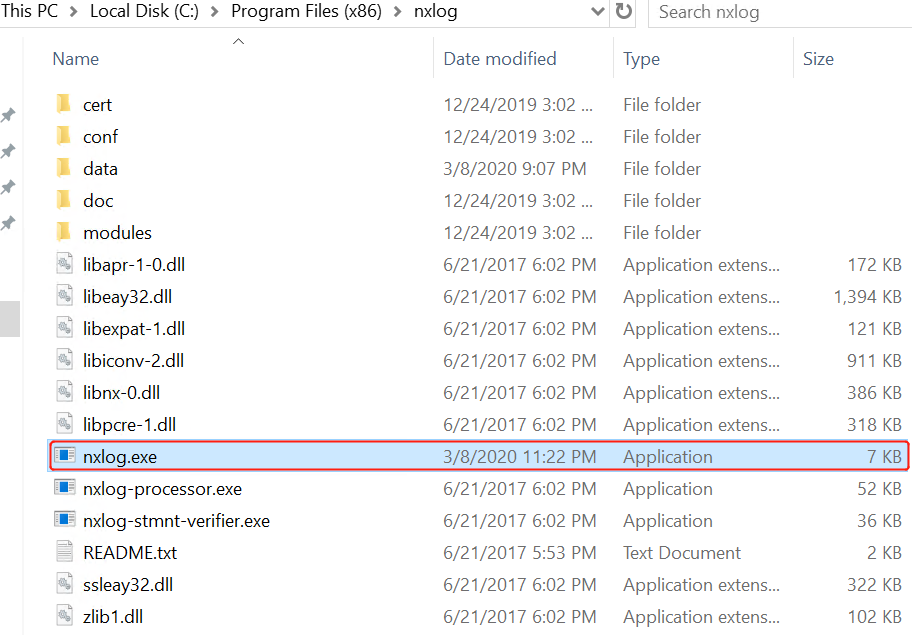 This PC > Local Disk (C:) > Program Files (x86) > nxlog Search nxlog
Name Date modified Type Size
cert 12/24/2019 3:02 ... File folder
conf 12/24/2019 3:02 ... File folder
data 3/8/2020 9:07 PM File folder
doc 12/24/2019 3:02 ... File folder
modules 12/24/2019 3:02 ... File folder
libapr-1-0.dll 6/21/2017 6:02 PM Application extens... 172 KB
libeay32.dll 6/21/2017 6:02 PM Application extens... 1,394 KB
libexpat-1.dll 6/21/2017 6:02 PM Application extens... 121 KB
libiconv-2.dll 6/21/2017 6:02 PM Application extens... 911 KB
libnx-0.dll 6/21/2017 6:02 PM Application extens... 386 KB
libpcre-1.dll 6/21/2017 6:02 PM Application extens... 318 KB
nxlog.exe 3/8/2020 11:22 PM Application 7 KB
nxlog-processor.exe 6/21/2017 6:02 PM Application 52 KB
nxlog-stmnt-verifier.exe 6/21/2017 6:02 PM Application 36 KB
README.txt 6/21/2017 5:53 PM Text Document 2 KB
ssleay32.dll 6/21/2017 6:02 PM Application extens... 322 KB
zlib1.dll 6/21/2017 6:02 PM Application extens... 102 KB